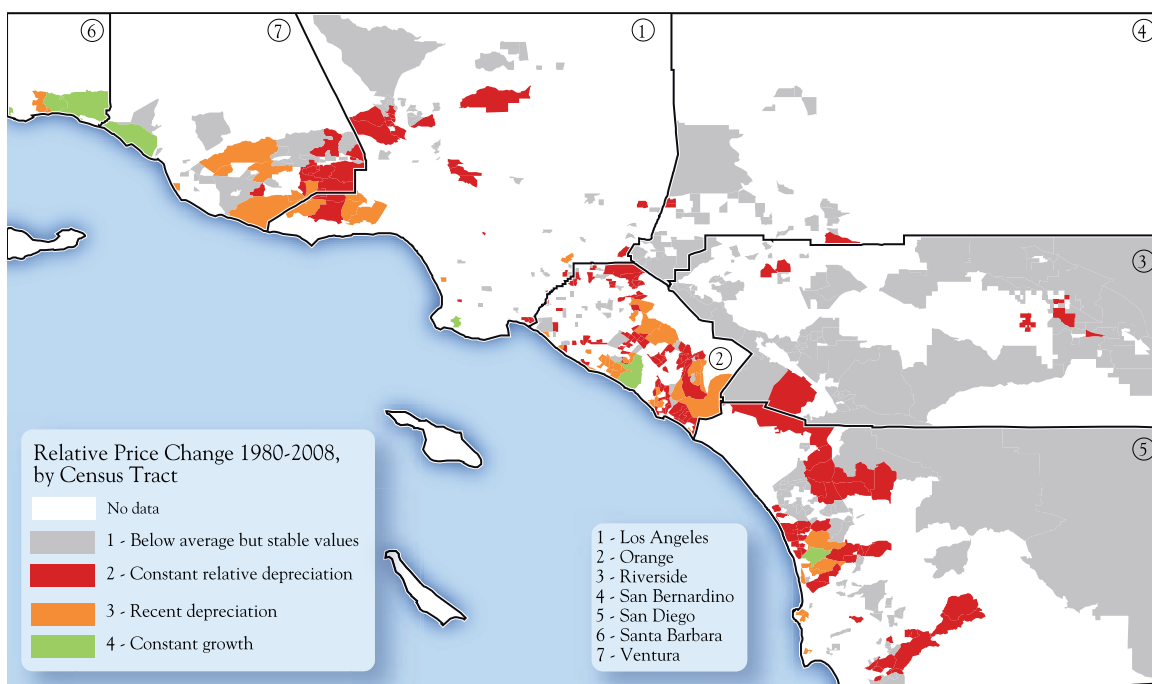 6
7
1
4
3
2
5
Relative Price Change 1980-2008,
by Census Tract
No data
1 - Below average but stable values
2 - Constant relative depreciation
3 - Recent depreciation
4 - Constant growth
1 - Los Angeles
2 - Orange
3 - Riverside
4 - San Bernardino
5 - San Diego
6 - Santa Barbara
7 - Ventura